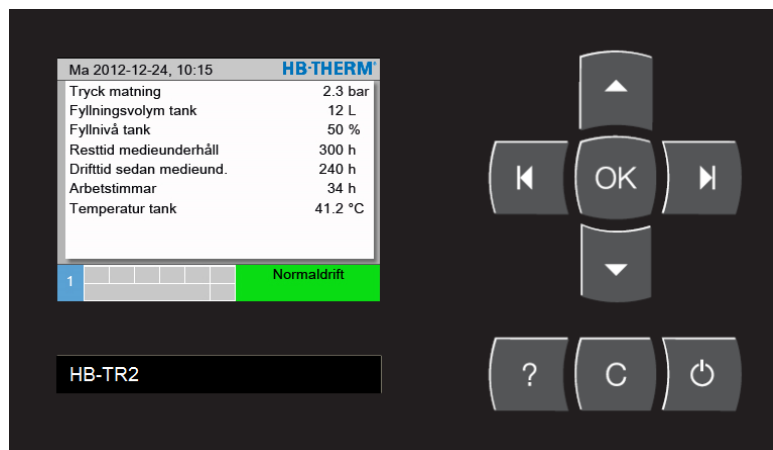 Ma 2012-12-24, 10:15 HB-THERM®
Tryck matning 2.3 bar
Fyllningsvolym tank 12 L
Fyllnivå tank 50 %
Resttid medieunderhåll 300 h
Drifttid sedan medieund. 240 h
Arbetstimmar 34 h
Temperatur tank 41.2 °C
1 Normaldrift
HB-TR2
OK
? C